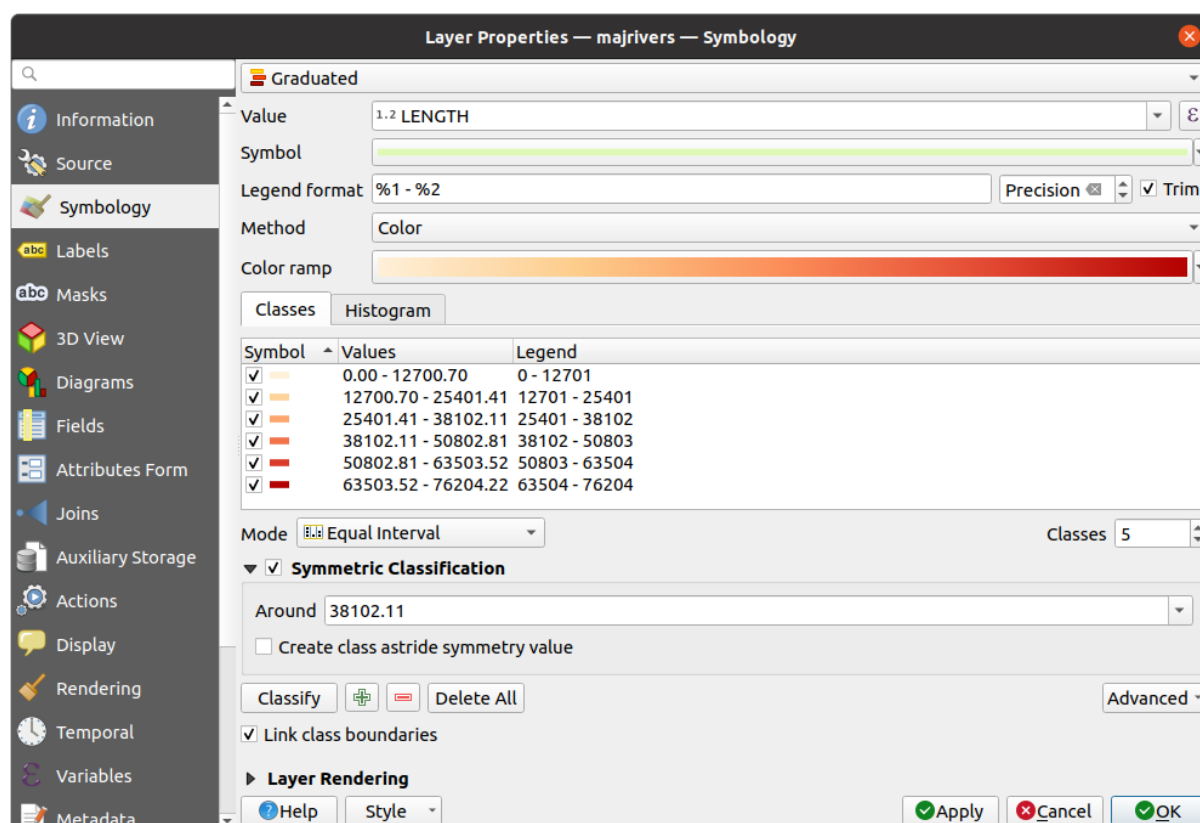 Layer Properties — majrivers — Symbology
Information
Source
Symbology
abc Labels
abc Masks
3D View
Diagrams
Fields
Attributes Form
Joins
Auxiliary Storage
Actions
Display
Rendering
Temporal
Variables
Metadata
Graduated
Value 1.2 LENGTH ε
Symbol
Legend format %1 - %2 Precision Trim
Method Color
Color ramp
Classes Histogram
Symbol Values Legend
0.00 - 12700.70 0 - 12701
12700.70 - 25401.41 12701 - 25401
25401.41 - 38102.11 25401 - 38102
38102.11 - 50802.81 38102 - 50803
50802.81 - 63503.52 50803 - 63504
63503.52 - 76204.22 63504 - 76204
Mode Equal Interval Classes 5
Symmetric Classification
Around 38102.11
Create class astride symmetry value
Classify Delete All Advanced
Link class boundaries
Layer Rendering
Help Style Apply Cancel OK